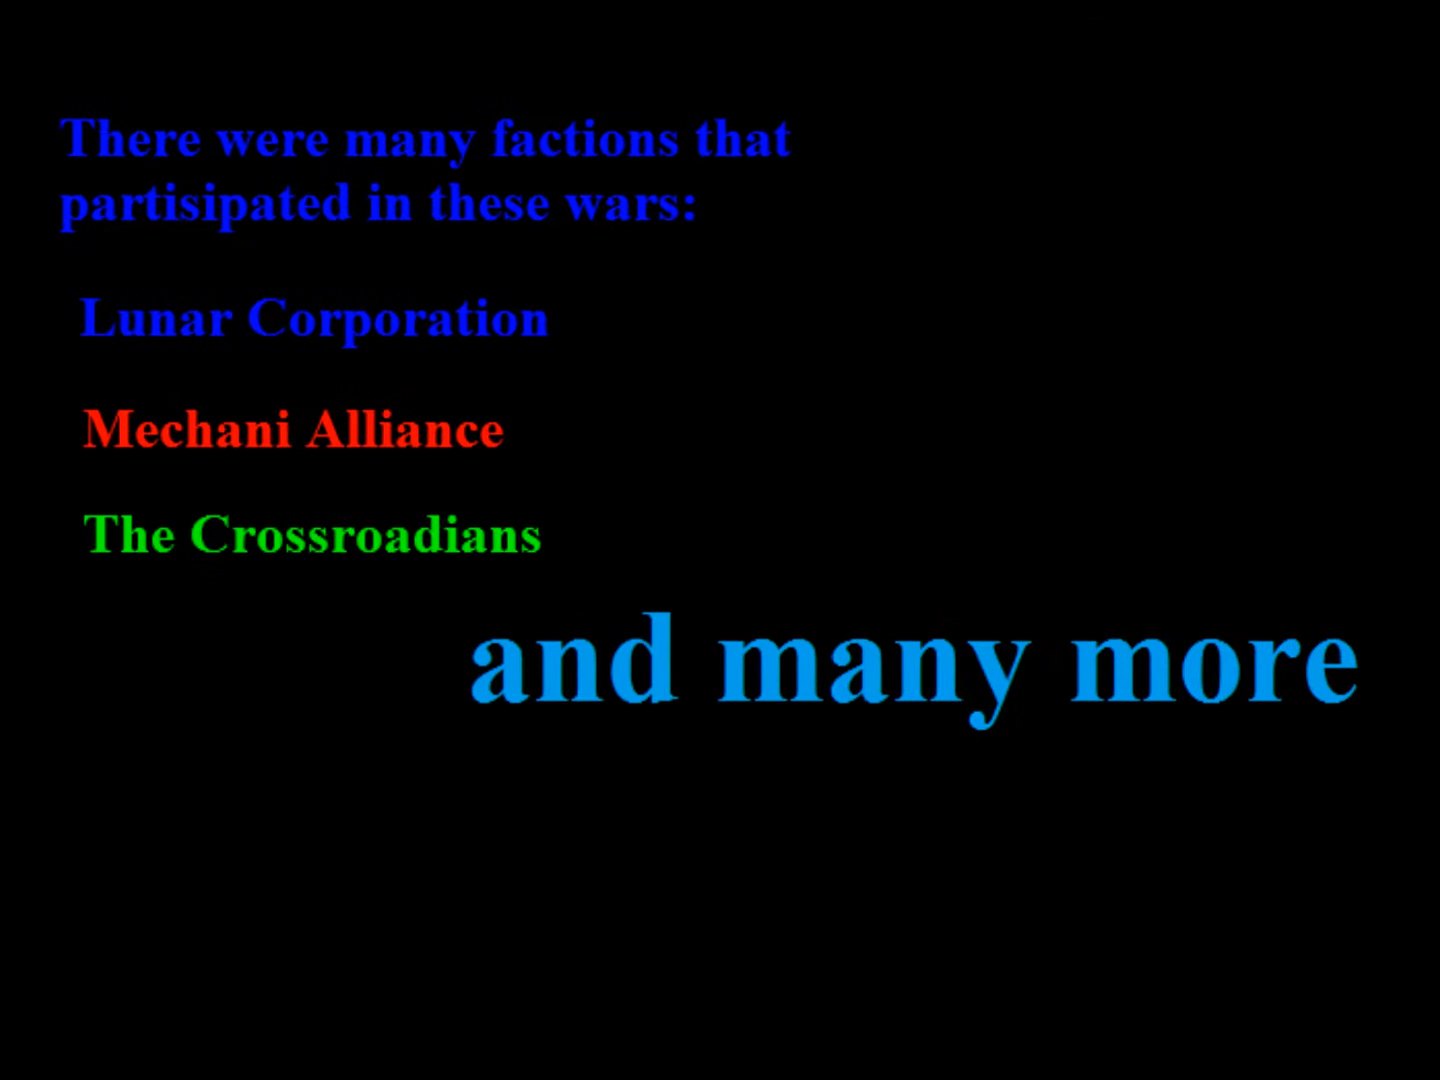 There were many factions that
partisipated in these wars:
Lunar Corporation
Mechani Alliance
The Crossroadians
and many more